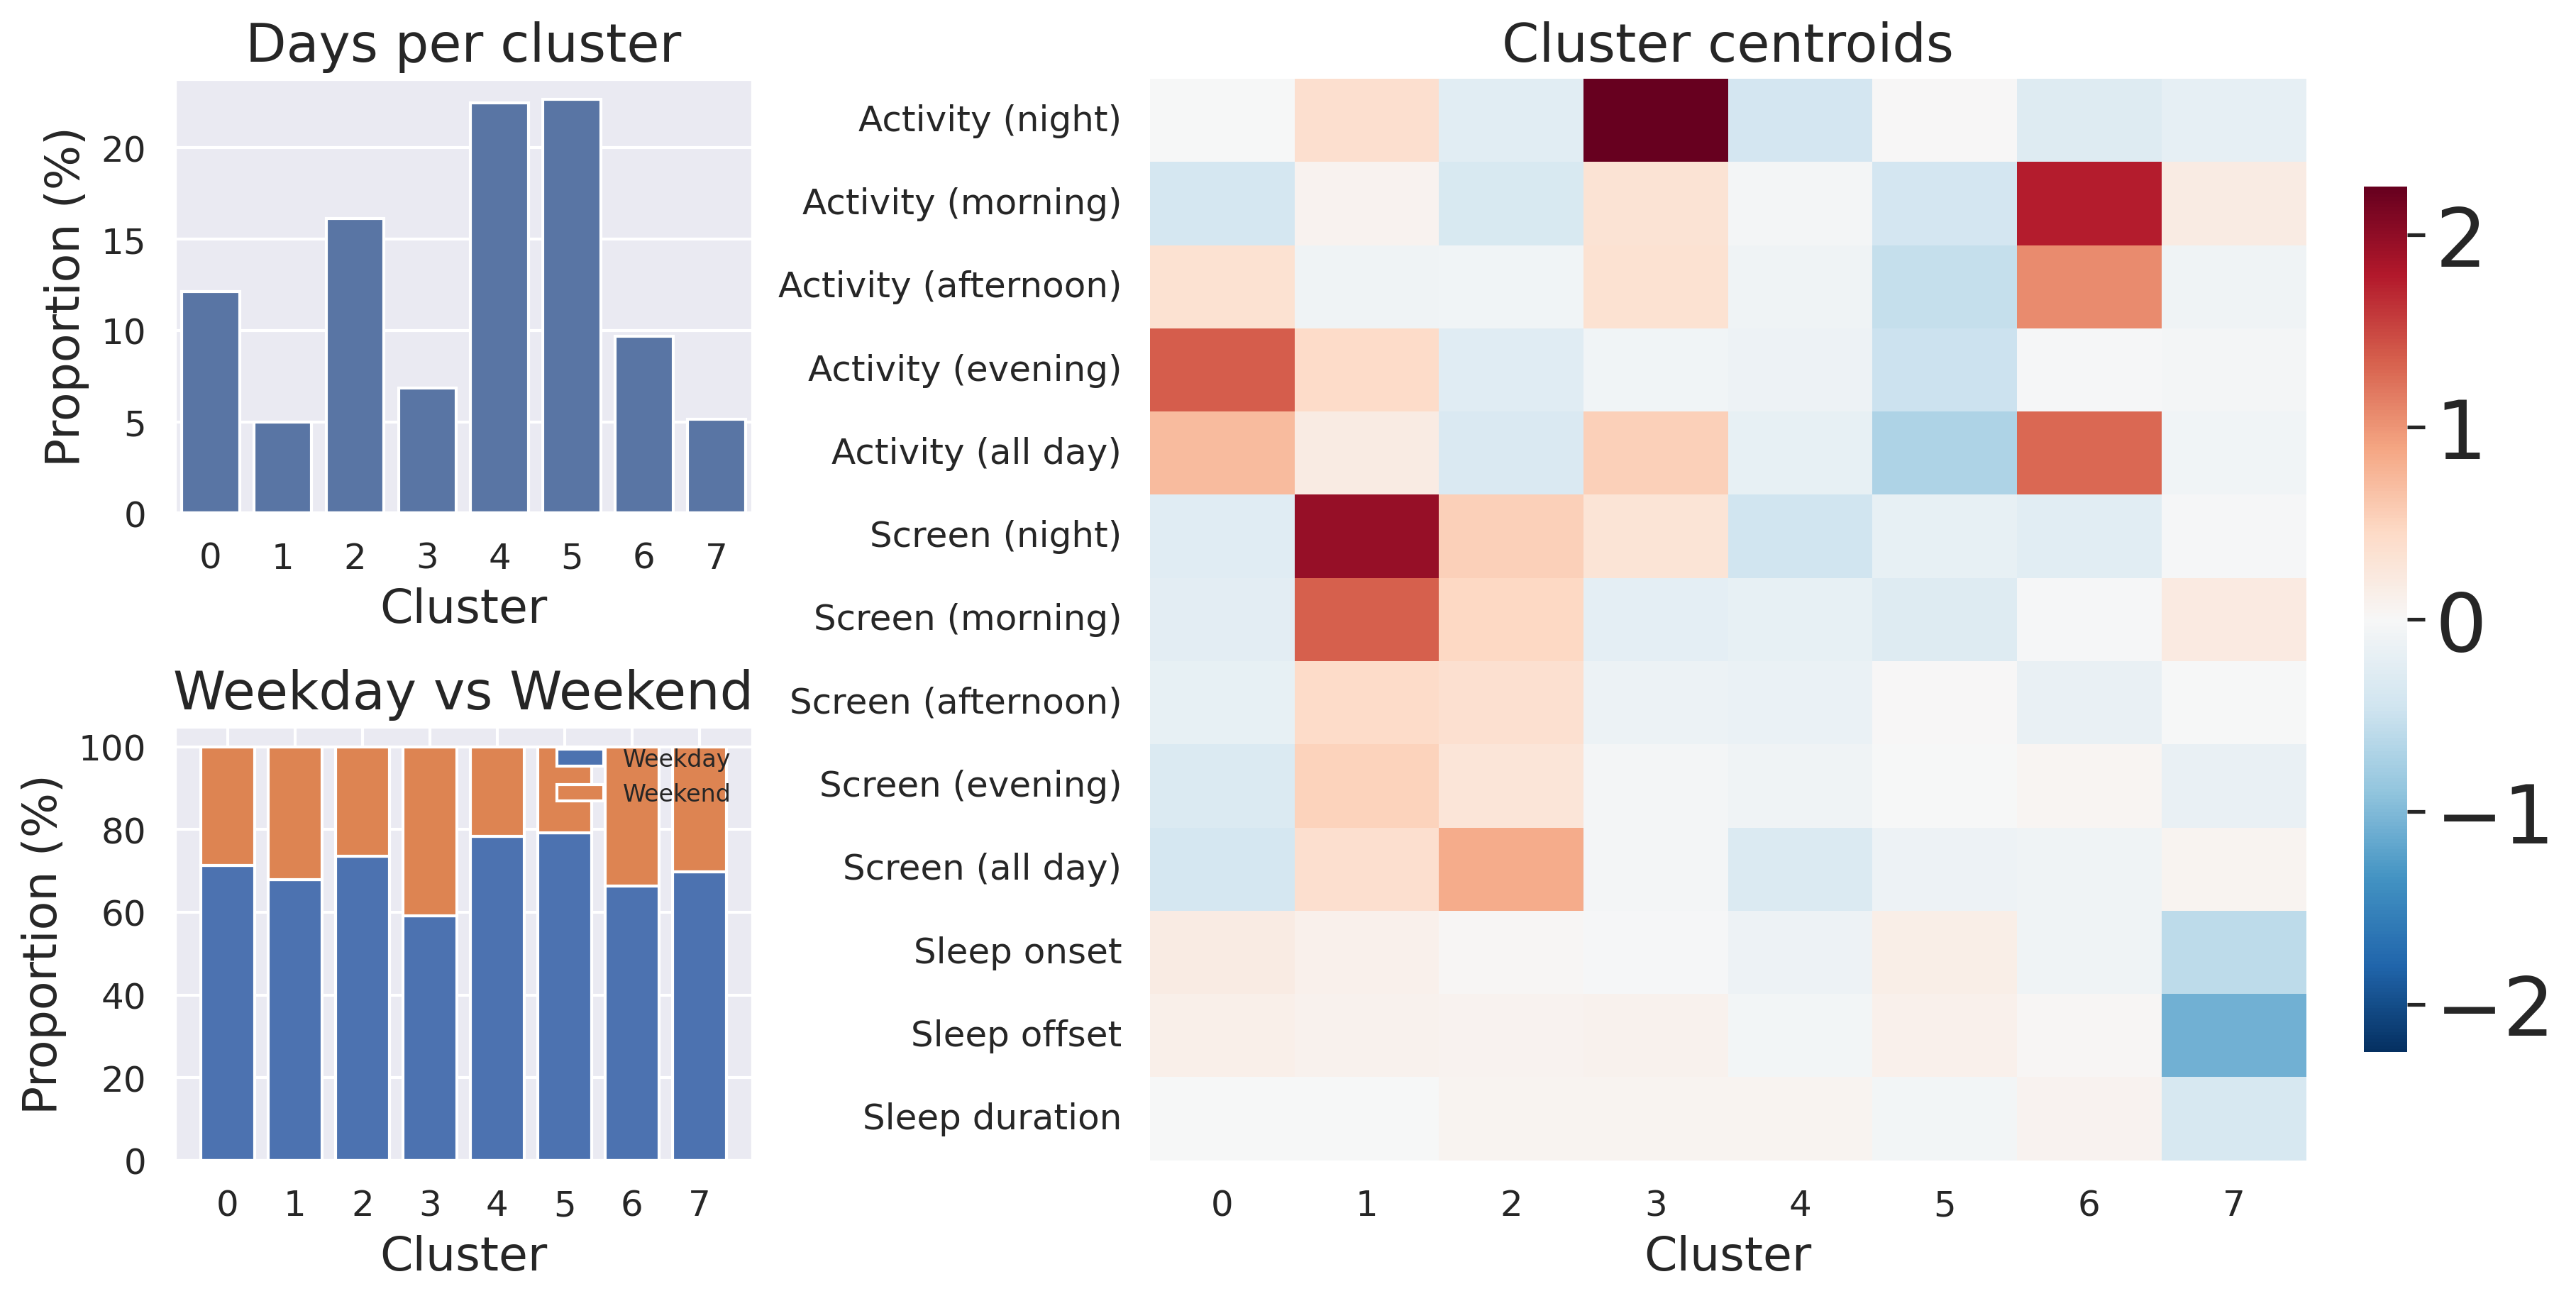 Days per cluster
Proportion (%)
20
15
10
5
0
0 1 2 3 4 5 6 7
Cluster
Weekday vs Weekend
Proportion (%)
100
80
60
40
20
0
Weekday
Weekend
0 1 2 3 4 5 6 7
Cluster
Cluster centroids
Activity (night)
Activity (morning)
Activity (afternoon)
Activity (evening)
Activity (all day)
Screen (night)
Screen (morning)
Screen (afternoon)
Screen (evening)
Screen (all day)
Sleep onset
Sleep offset
Sleep duration
0 1 2 3 4 5 6 7
Cluster
2
1
0
−1
−2